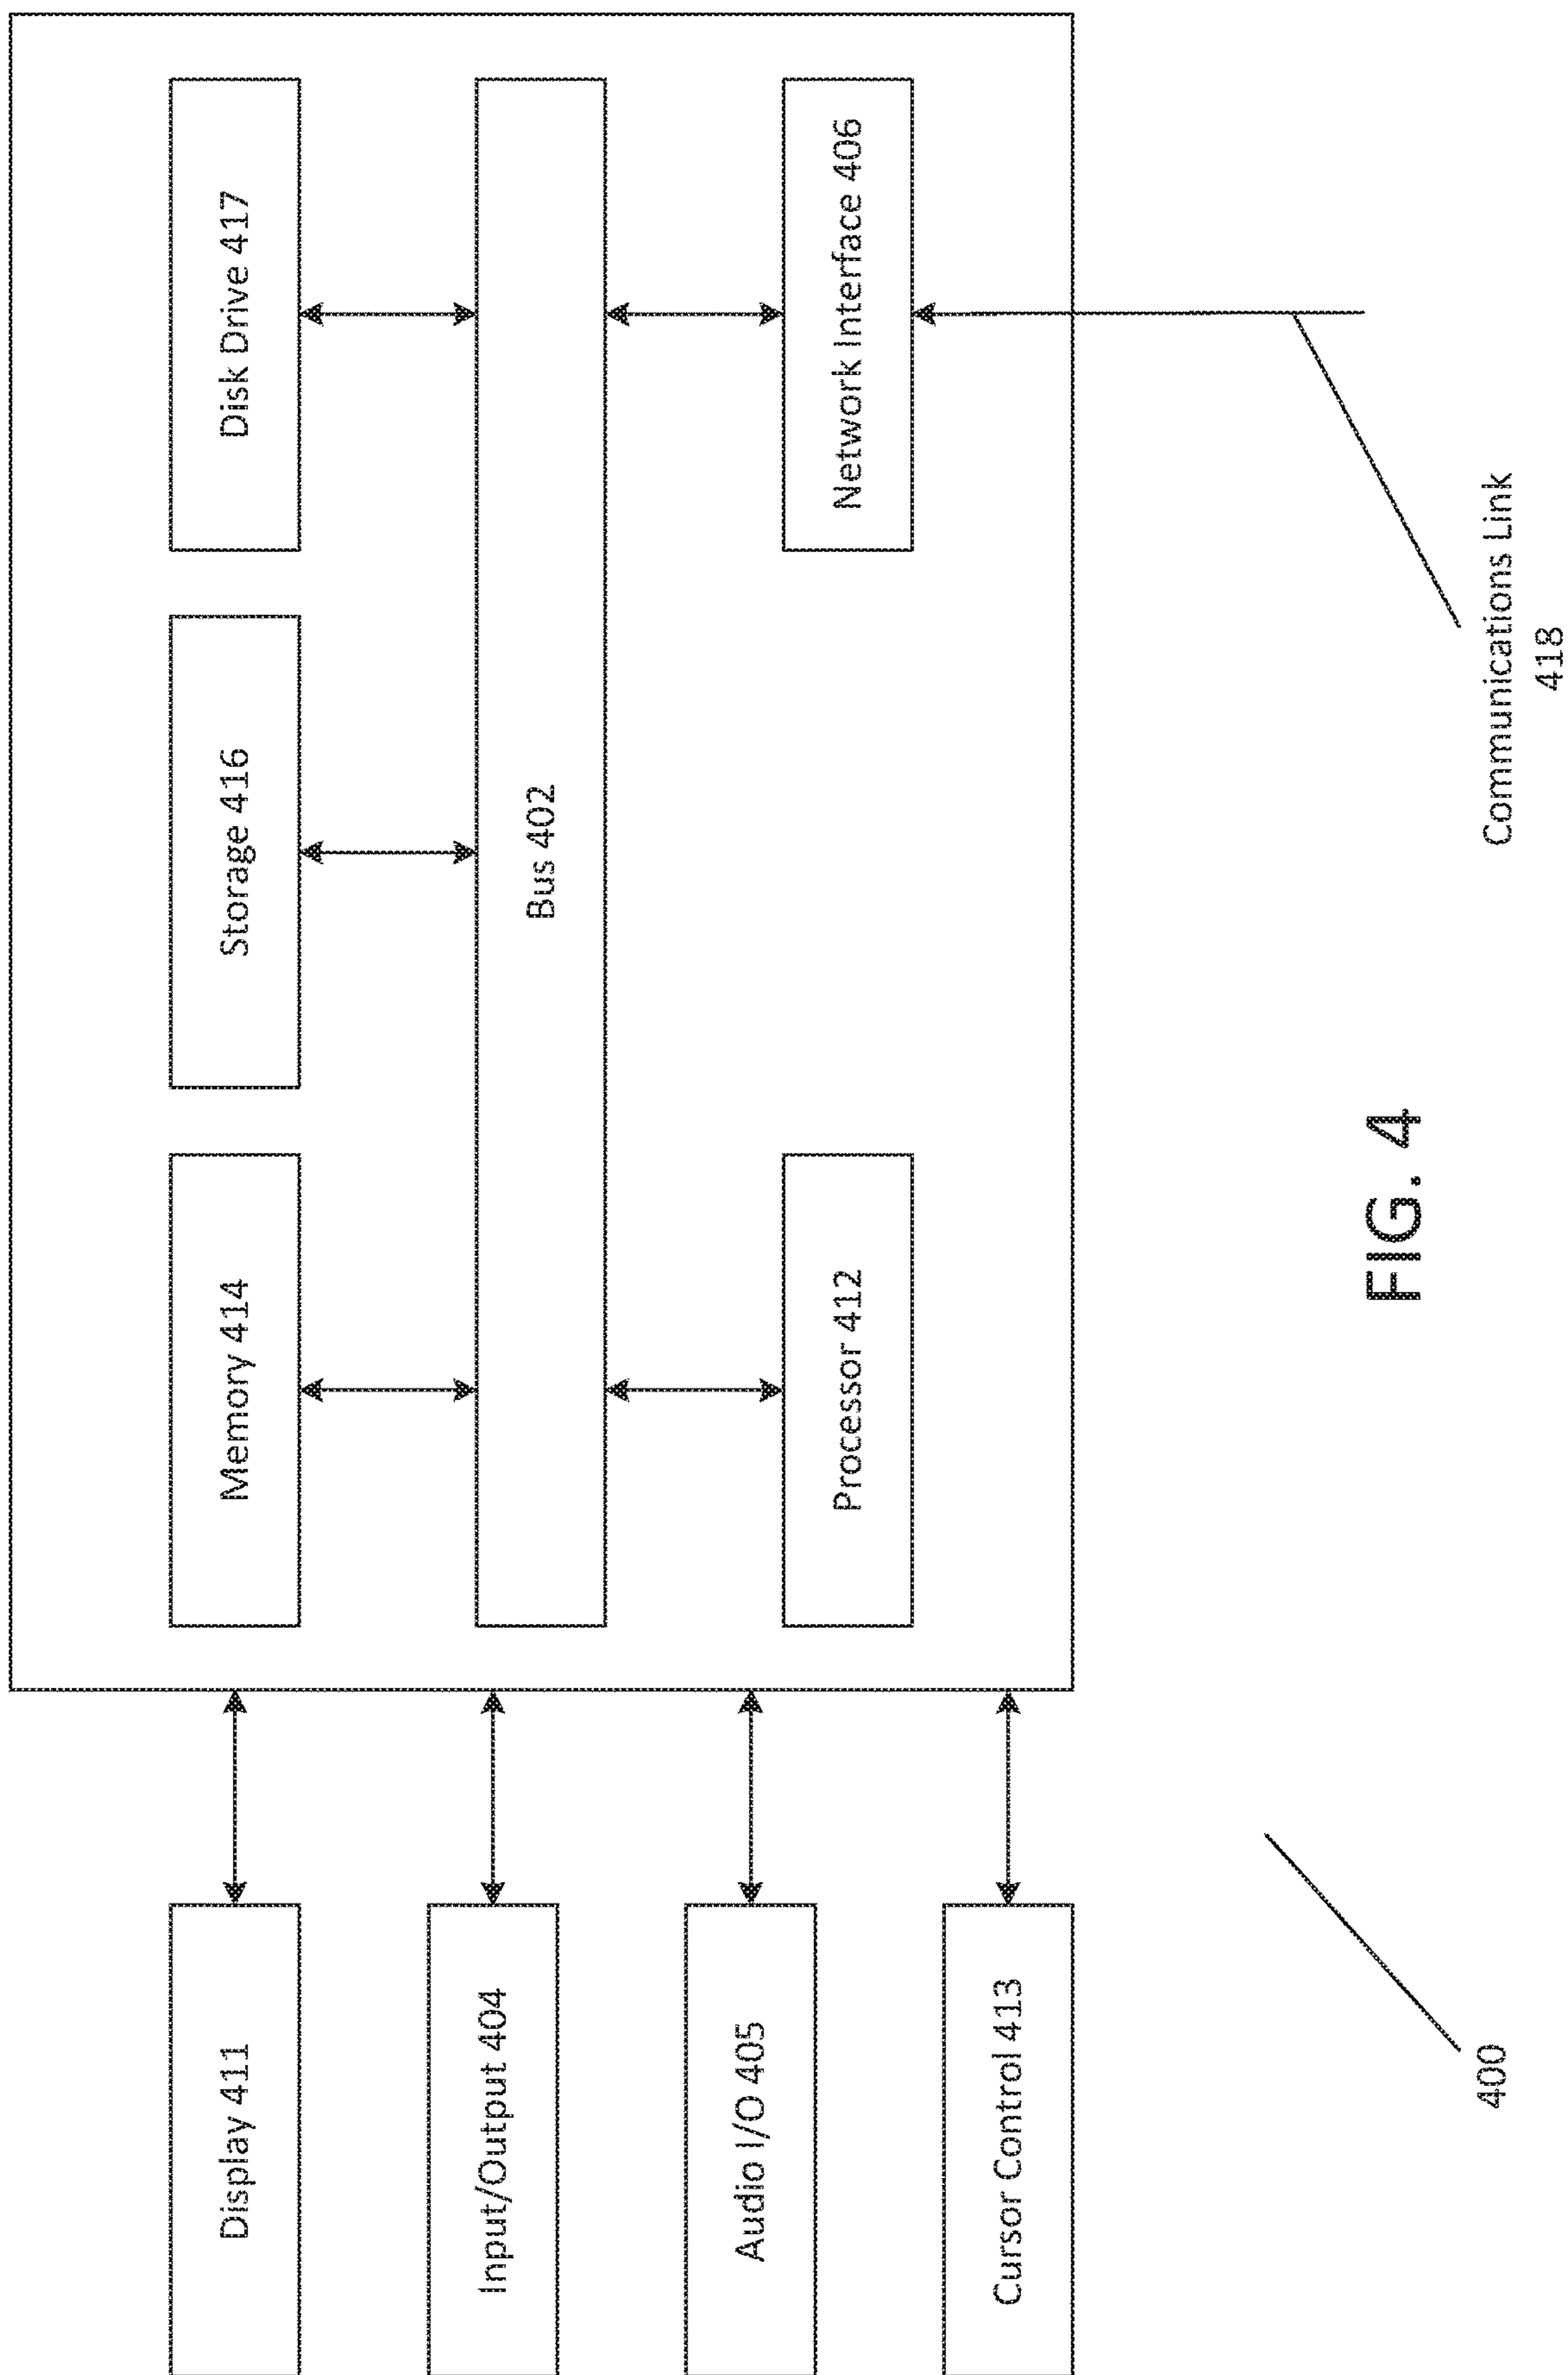 Display 411
Input/Output 404
Audio I/O 405
Cursor Control 413
Memory 414
Storage 416
Disk Drive 417
Bus 402
Processor 412
Network Interface 406
Communications Link
418
400
FIG. 4